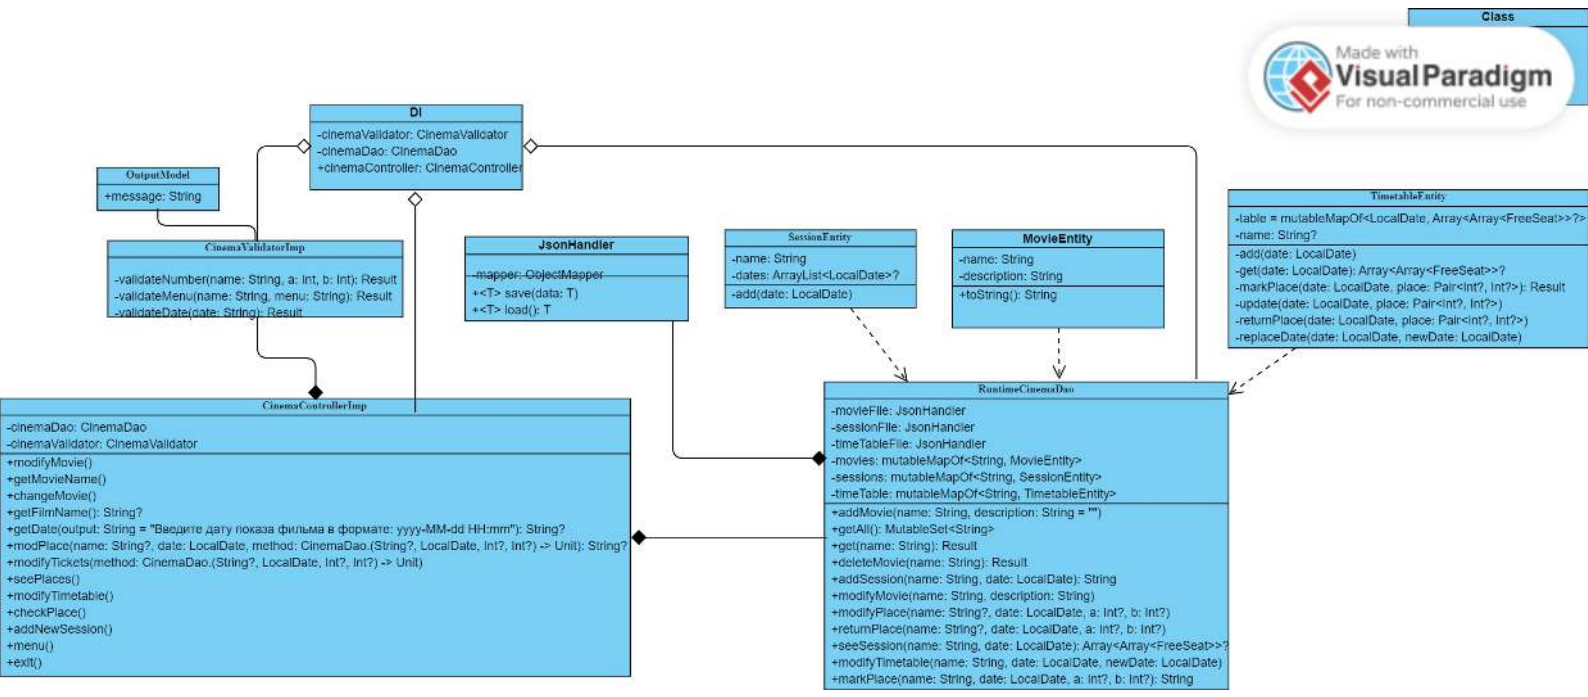 Class
Made with
Visual Paradigm
For non-commercial use
DI
-cinemaValidator: CinemaValidator
-cinemaDao: CinemaDao
+cinemaController: CinemaController
OutputModel
+message: String
CinemaValidatorImp
-validateNumber(name: String, a: Int, b: Int): Result
-validateMenu(name: String, menu: String): Result
-validateDate(date: String): Result
JsonHandler
-mapper: ObjectMapper
+<T> save(data: T)
+<T> load(): T
SessionEntity
-name: String
-dates: ArrayList<LocalDate>?
-add(date: LocalDate)
MovieEntity
-name: String
-description: String
+toString(): String
TimetableEntity
-table = mutableMapOf<LocalDate, Array<Array<FreeSeat>>?>
-name: String?
-add(date: LocalDate)
-get(date: LocalDate): Array<Array<FreeSeat>>?
-markPlace(date: LocalDate, place: Pair<Int?, Int?>): Result
-update(date: LocalDate, place: Pair<Int?, Int?>)
-returnPlace(date: LocalDate, place: Pair<Int?, Int?>)
-replaceDate(date: LocalDate, newDate: LocalDate)
CinemaControllerImp
-cinemaDao: CinemaDao
-cinemaValidator: CinemaValidator
+modifyMovie()
+getMovieName()
+changeMovie()
+getFilmName(): String?
+getDate(output: String = "Введите дату показа фильма в формате: yyyy-MM-dd HH:mm"): String?
+modPlace(name: String?, date: LocalDate, method: CinemaDao.(String?, LocalDate, Int?, Int?) -> Unit): String?
+modifyTickets(method: CinemaDao.(String?, LocalDate, Int?, Int?) -> Unit)
+seePlaces()
+modifyTimetable()
+checkPlace()
+addNewSession()
+menu()
+exit()
RuntimeCinemaDao
-movieFile: JsonHandler
-sessionFile: JsonHandler
-timeTableFile: JsonHandler
-movies: mutableMapOf<String, MovieEntity>
-sessions: mutableMapOf<String, SessionEntity>
-timeTable: mutableMapOf<String, TimetableEntity>
+addMovie(name: String, description: String = "")
+getAll(): MutableSet<String>
+get(name: String): Result
+deleteMovie(name: String): Result
+addSession(name: String, date: LocalDate): String
+modifyMovie(name: String, description: String)
+modifyPlace(name: String?, date: LocalDate, a: Int?, b: Int?)
+returnPlace(name: String?, date: LocalDate, a: Int?, b: Int?)
+seeSession(name: String, date: LocalDate): Array<Array<FreeSeat>>?
+modifyTimetable(name: String, date: LocalDate, newDate: LocalDate)
+markPlace(name: String, date: LocalDate, a: Int?, b: Int?): String